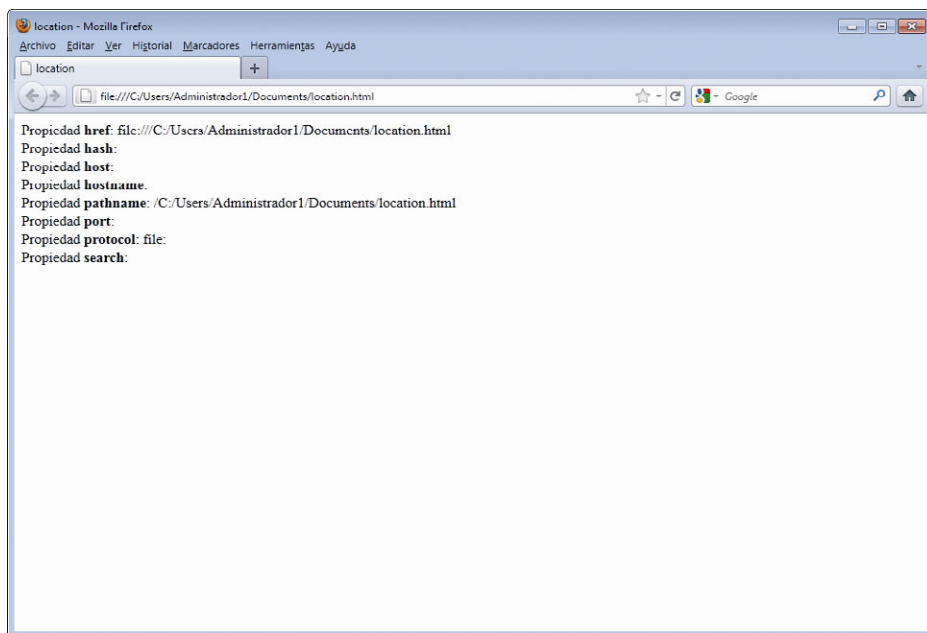 location - Mozilla Firefox
Archivo Editar Ver Historial Marcadores Herramientas Ayuda
location
file:///C:/Users/Administrador1/Documents/location.html
Google
Propiedad href: file:///C:/Users/Administrador1/Documents/location.html
Propiedad hash:
Propiedad host:
Propiedad hostname:
Propiedad pathname: /C:/Users/Administrador1/Documents/location.html
Propiedad port:
Propiedad protocol: file:
Propiedad search: